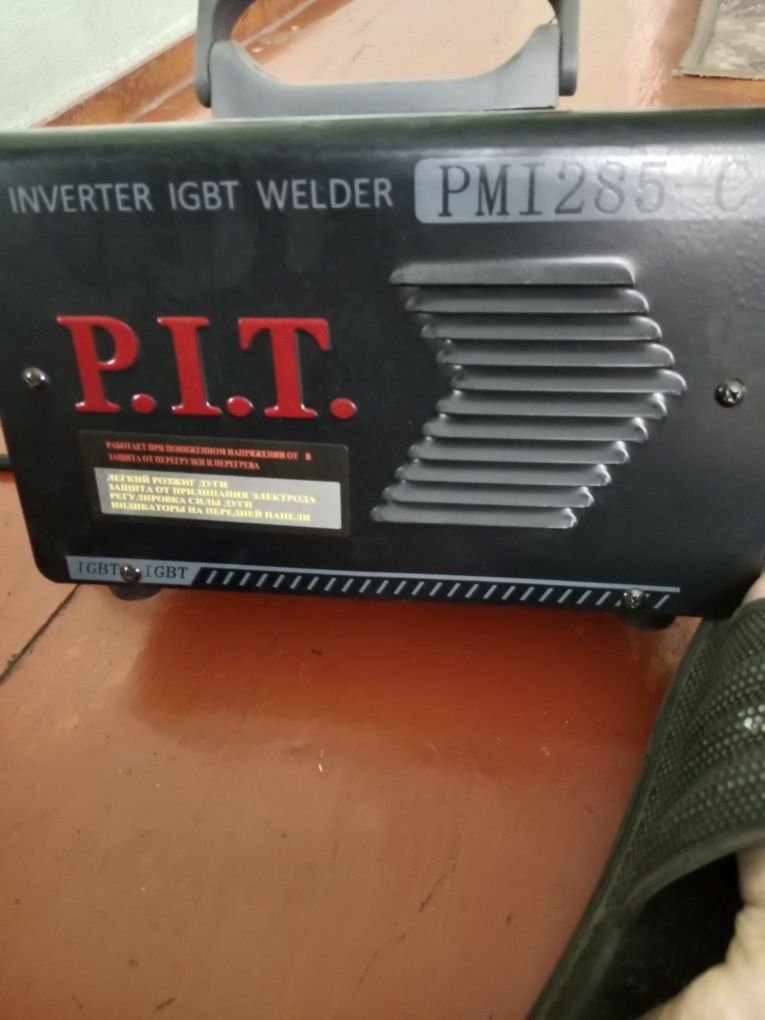 INVERTER IGBT WELDER PMI285-C
P.I.T.
РАБОТАЕТ ПРИ ПОНИЖЕННОМ НАПРЯЖЕНИИ ОТ В
ЗАЩИТА ОТ ПЕРЕГРУЗКИ И ПЕРЕГРЕВА
ЛЕГКИЙ РОЗЖИГ ДУГИ
ЗАЩИТА ОТ ПРИЛИПАНИЯ ЭЛЕКТРОДА
РЕГУЛИРОВКА СИЛЫ ДУГИ
ИНДИКАТОРЫ НА ПЕРЕДНЕЙ ПАНЕЛИ
IGBT IGBT